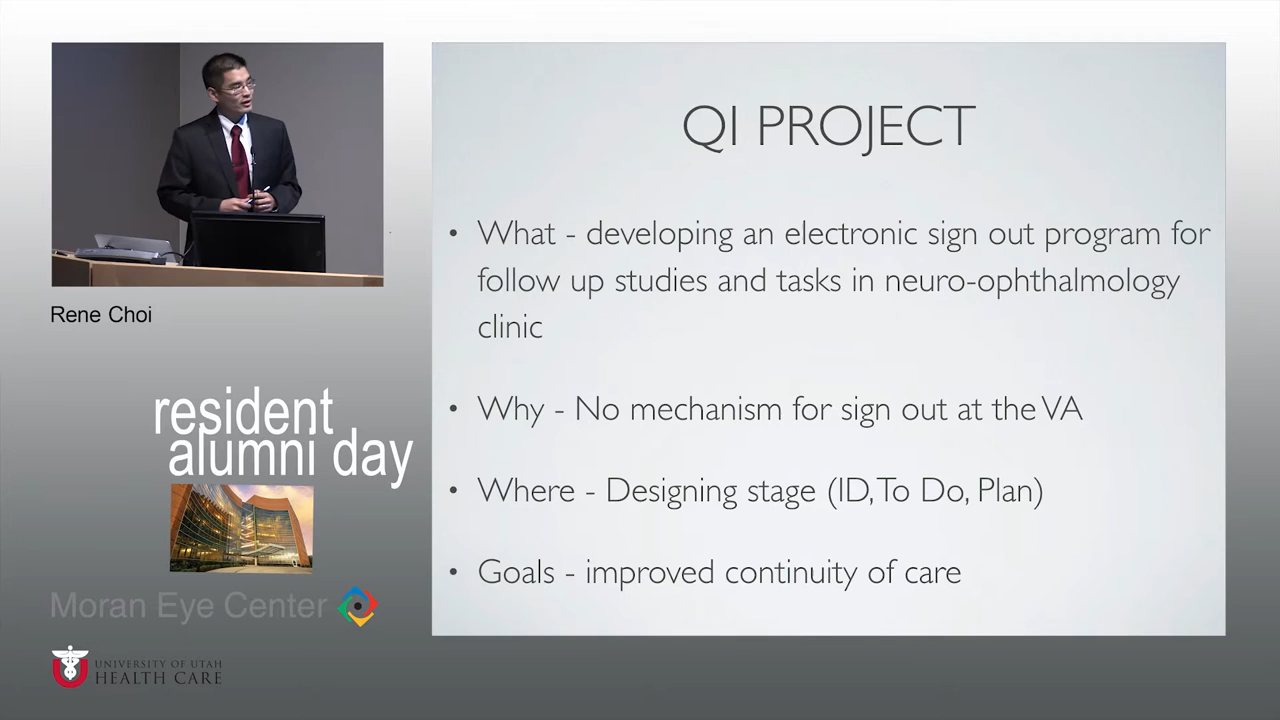 QI PROJECT
• What - developing an electronic sign out program for
follow up studies and tasks in neuro-ophthalmology
clinic
• Why - No mechanism for sign out at the VA
• Where - Designing stage (ID, To Do, Plan)
• Goals - improved continuity of care
Rene Choi
resident
alumni day
Moran Eye Center
UNIVERSITY OF UTAH
HEALTH CARE